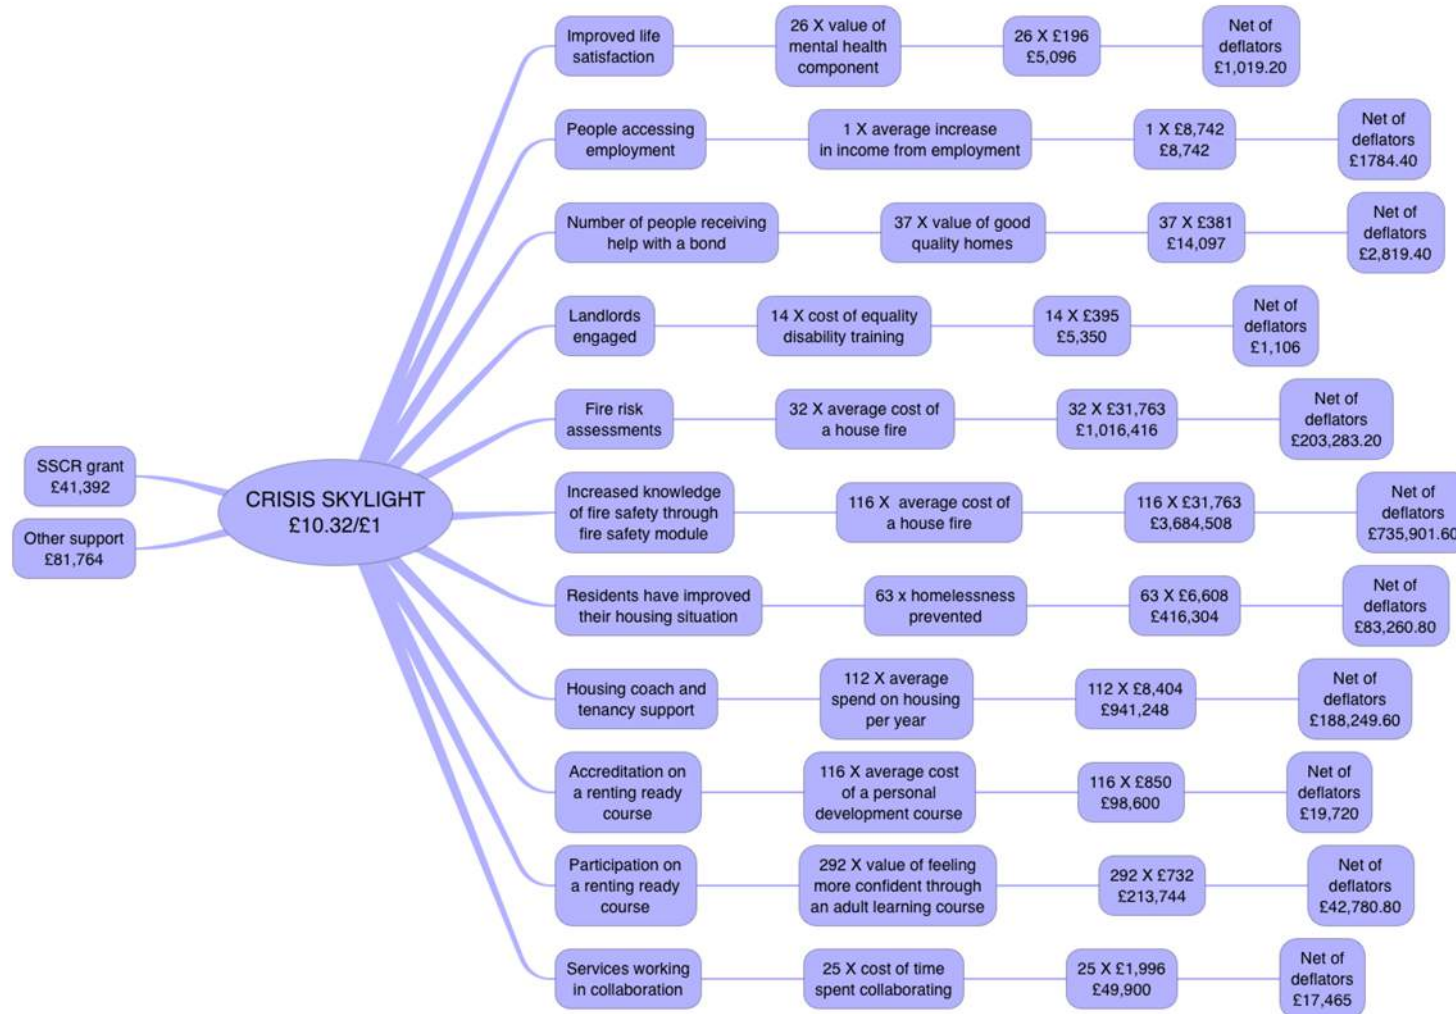 SSCR grant
£41,392
Other support
£81,764
CRISIS SKYLIGHT
£10.32/£1
Improved life
satisfaction
26 X value of
mental health
component
26 X £196
£5,096
Net of
deflators
£1,019.20
People accessing
employment
1 X average increase
in income from employment
1 X £8,742
£8,742
Net of
deflators
£1784.40
Number of people receiving
help with a bond
37 X value of good
quality homes
37 X £381
£14,097
Net of
deflators
£2,819.40
Landlords
engaged
14 X cost of equality
disability training
14 X £395
£5,350
Net of
deflators
£1,106
Fire risk
assessments
32 X average cost of
a house fire
32 X £31,763
£1,016,416
Net of
deflators
£203,283.20
Increased knowledge
of fire safety through
fire safety module
116 X average cost of
a house fire
116 X £31,763
£3,684,508
Net of
deflators
£735,901.60
Residents have improved
their housing situation
63 x homelessness
prevented
63 X £6,608
£416,304
Net of
deflators
£83,260.80
Housing coach and
tenancy support
112 X average
spend on housing
per year
112 X £8,404
£941,248
Net of
deflators
£188,249.60
Accreditation on
a renting ready
course
116 X average cost
of a personal
development course
116 X £850
£98,600
Net of
deflators
£19,720
Participation on
a renting ready
course
292 X value of feeling
more confident through
an adult learning course
292 X £732
£213,744
Net of
deflators
£42,780.80
Services working
in collaboration
25 X cost of time
spent collaborating
25 X £1,996
£49,900
Net of
deflators
£17,465